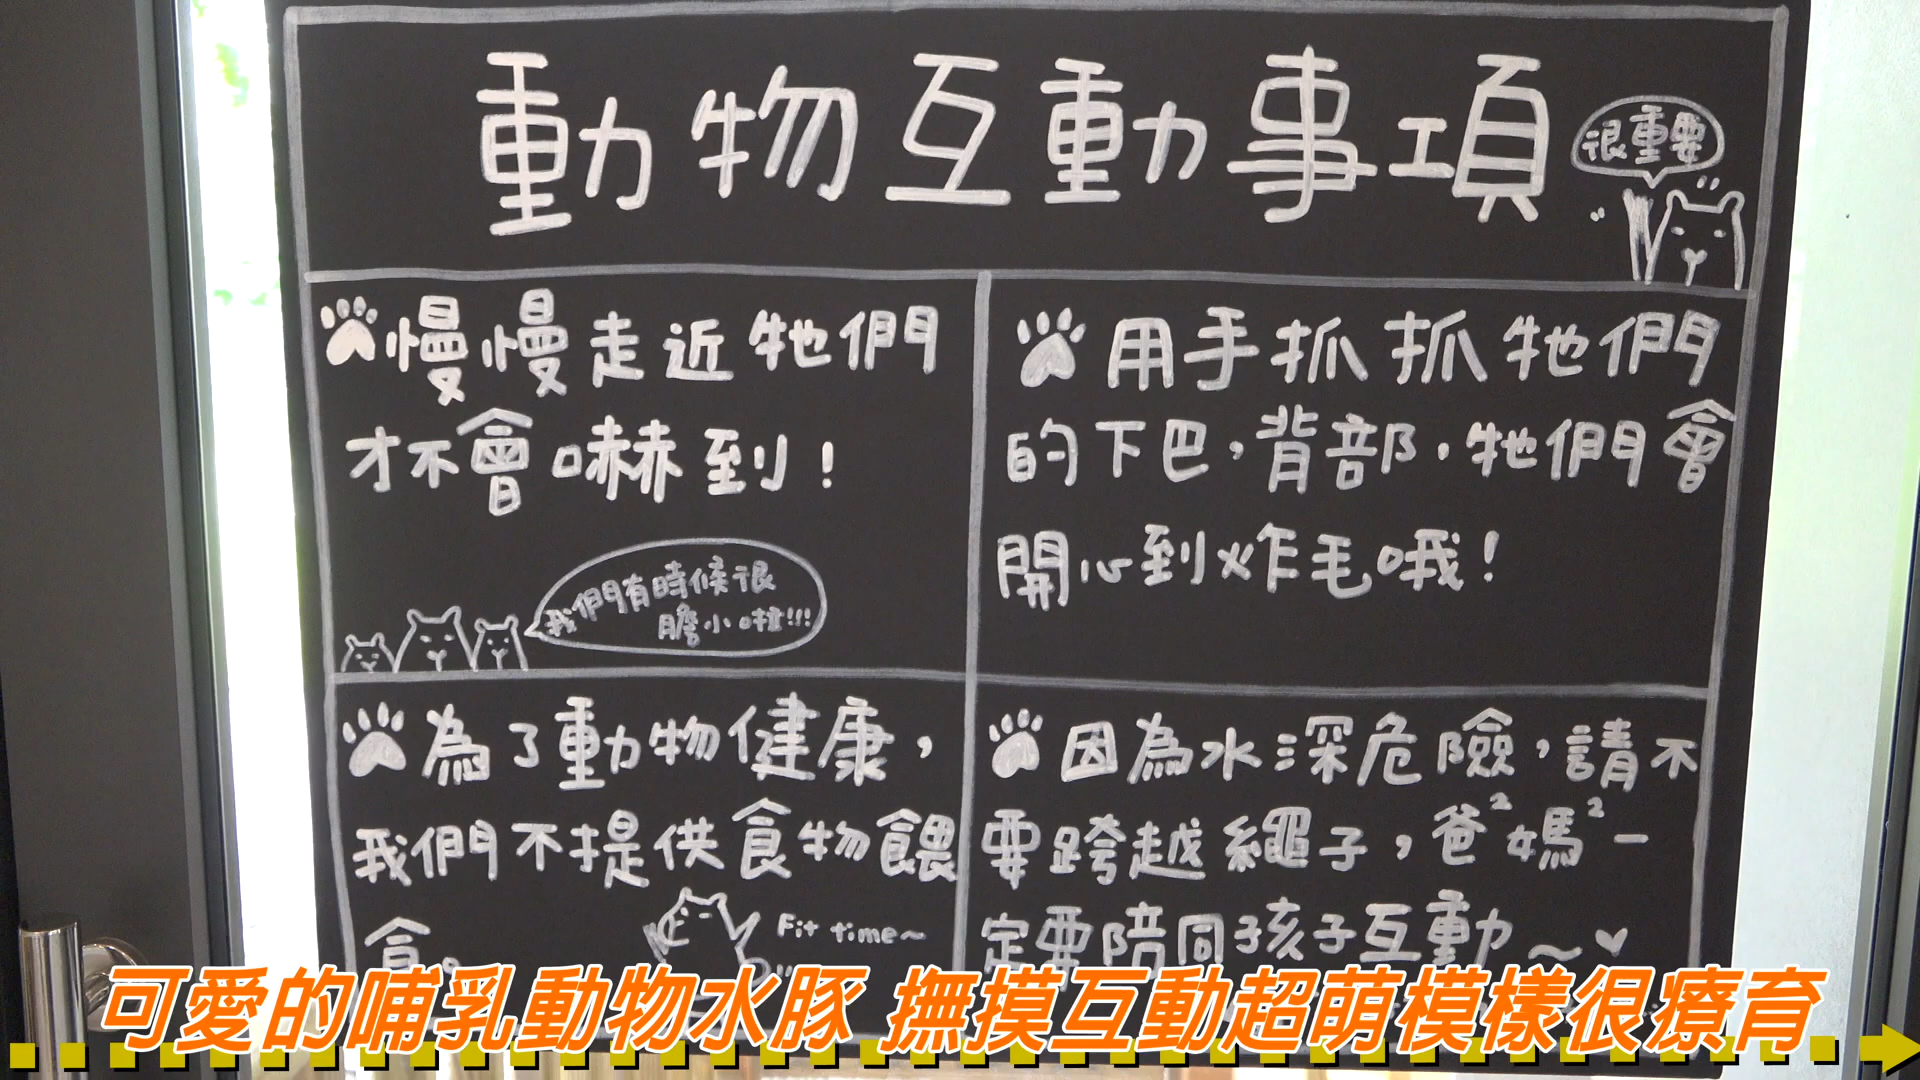 動物互動事項
很重要
慢慢走近牠們
才不會嚇到！
我們有時候很
膽小啦!!!
用手抓抓牠們
的下巴，背部，牠們會
開心到炸毛哦！
為了動物健康，
我們不提供食物餵
食。
Fit time~
因為水深危險，請不
要跨越繩子，爸²媽²一
定要陪同孩子互動~♥
可愛的哺乳動物水豚 撫摸互動超萌模樣很療育